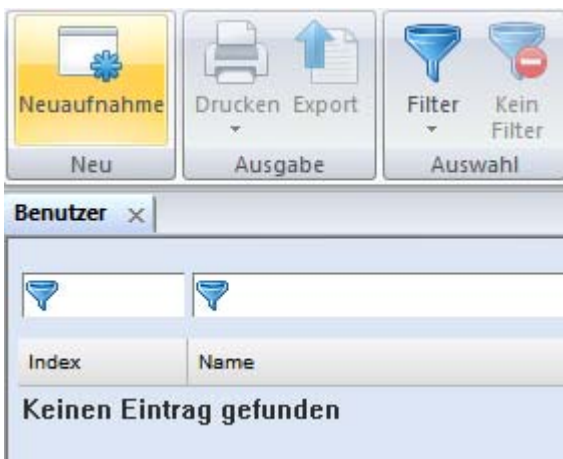 Neuaufnahme Drucken Export Filter Kein
Filter
Neu Ausgabe Auswahl
Benutzer
Index Name
Keinen Eintrag gefunden